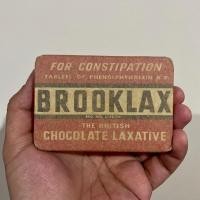 FOR CONSTIPATION
TABLETS OF PHENOLPHTHALEIN B.P.
BROOKLAX
THE BRITISH
CHOCOLATE LAXATIVE